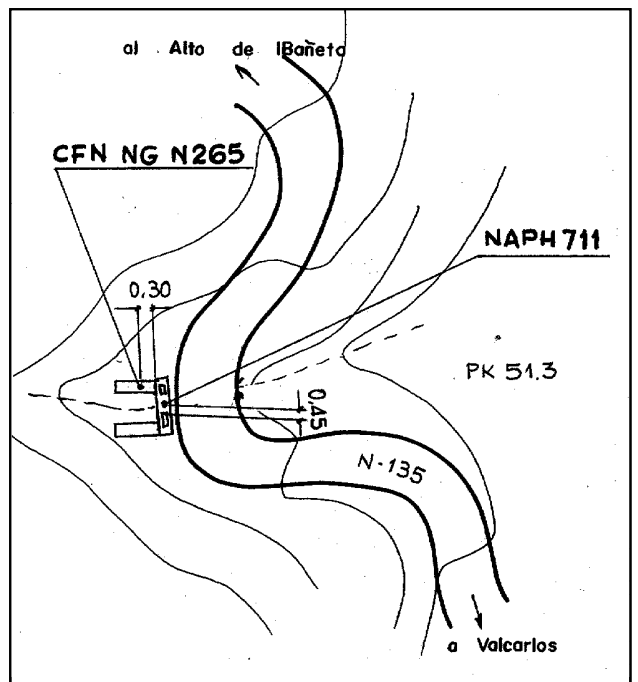 al Alto de IBañeta
CFN NG N265
NAPH 711
0,30
PK 51.3
0,45
N-135
a Valcarlos